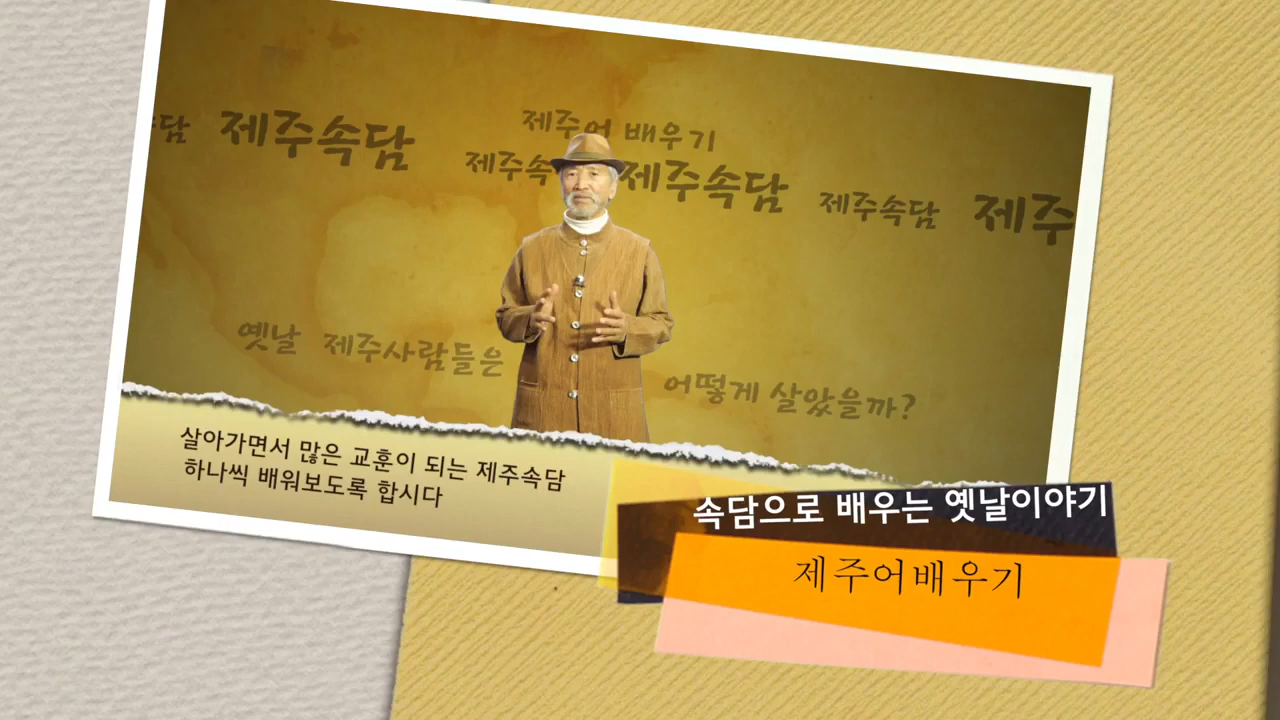 담
제주속담
제주어 배우기
제주속
제주속담
제주속담
제주
옛날 제주사람들은
어떻게 살았을까?
살아가면서 많은 교훈이 되는 제주속담
하나씩 배워보도록 합시다
속담으로 배우는 옛날이야기
제주어배우기